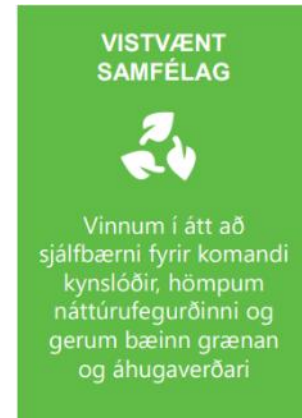 VISTVÆNT
SAMFÉLAG
Vinnum í átt að
sjálfbærni fyrir komandi
kynslóðir, hömpum
náttúrufegurðinni og
gerum bæinn grænan
og áhugaverðari